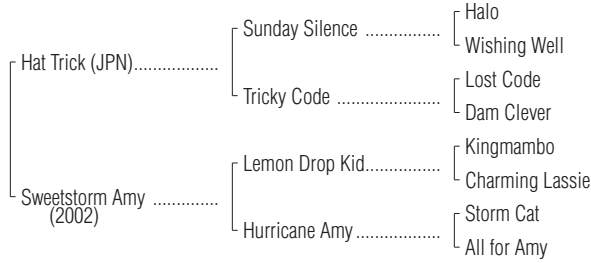 Halo
Sunday Silence ..................
Wishing Well
Hat Trick (JPN)....................
Lost Code
Tricky Code .........................
Dam Clever
Kingmambo
Lemon Drop Kid..................
Charming Lassie
Sweetstorm Amy ...............
(2002)
Storm Cat
Hurricane Amy ....................
All for Amy